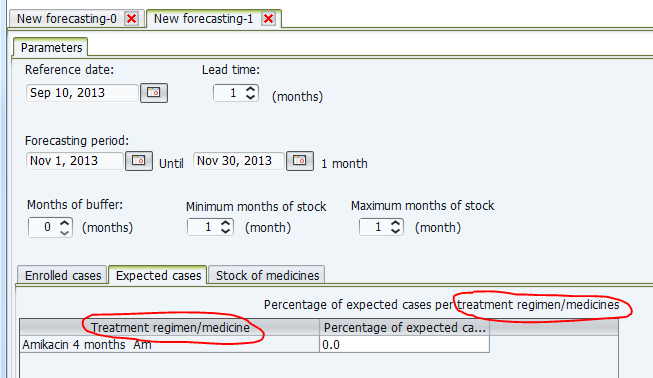 New forecasting-0 New forecasting-1
Parameters
Reference date: Lead time:
Sep 10, 2013 1 (months)
Forecasting period:
Nov 1, 2013 Until Nov 30, 2013 1 month
Months of buffer: Minimum months of stock Maximum months of stock
0 (months) 1 (month) 1 (month)
Enrolled cases Expected cases Stock of medicines
Percentage of expected cases per treatment regimen/medicines
Treatment regimen/medicine Percentage of expected ca...
Amikacin 4 months Am 0.0